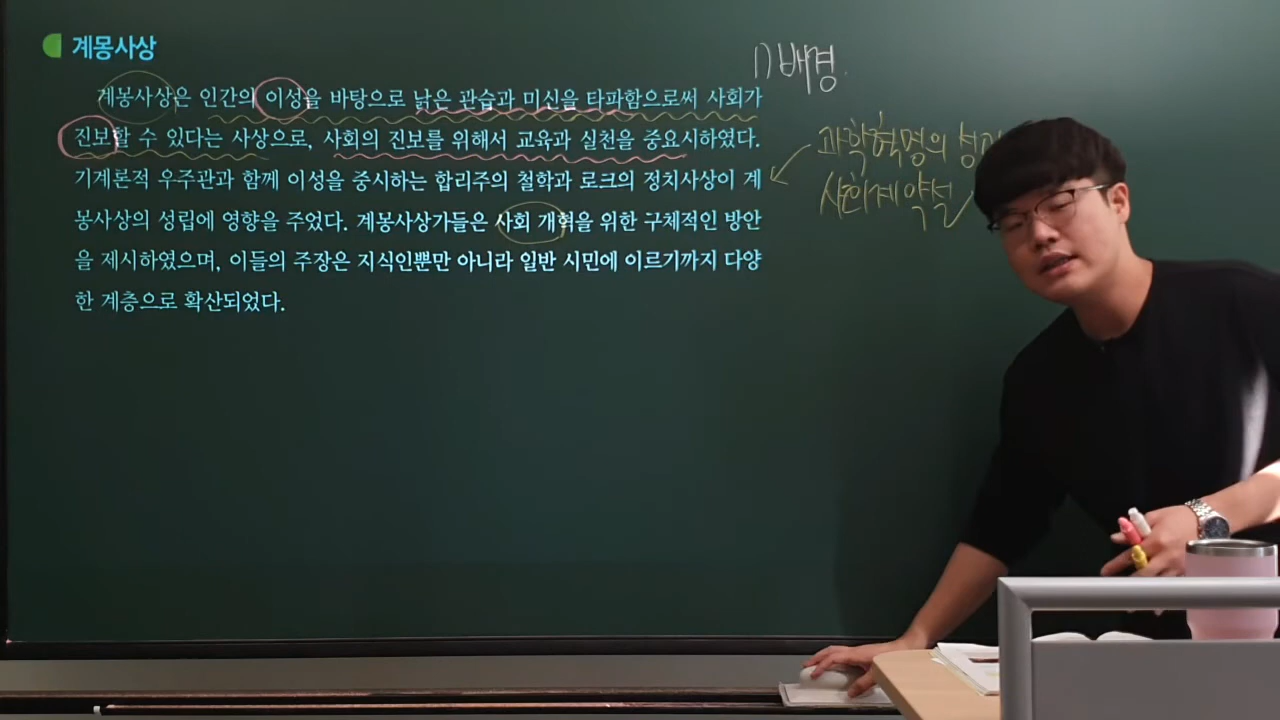 계몽사상
계몽사상은 인간의 이성을 바탕으로 낡은 관습과 미신을 타파함으로써 사회가
진보할 수 있다는 사상으로, 사회의 진보를 위해서 교육과 실천을 중요시하였다.
기계론적 우주관과 함께 이성을 중시하는 합리주의 철학과 로크의 정치사상이 계
몽사상의 성립에 영향을 주었다. 계몽사상가들은 사회 개혁을 위한 구체적인 방안
을 제시하였으며, 이들의 주장은 지식인뿐만 아니라 일반 시민에 이르기까지 다양
한 계층으로 확산되었다.
1) 배경
과학혁명의
사회계약설